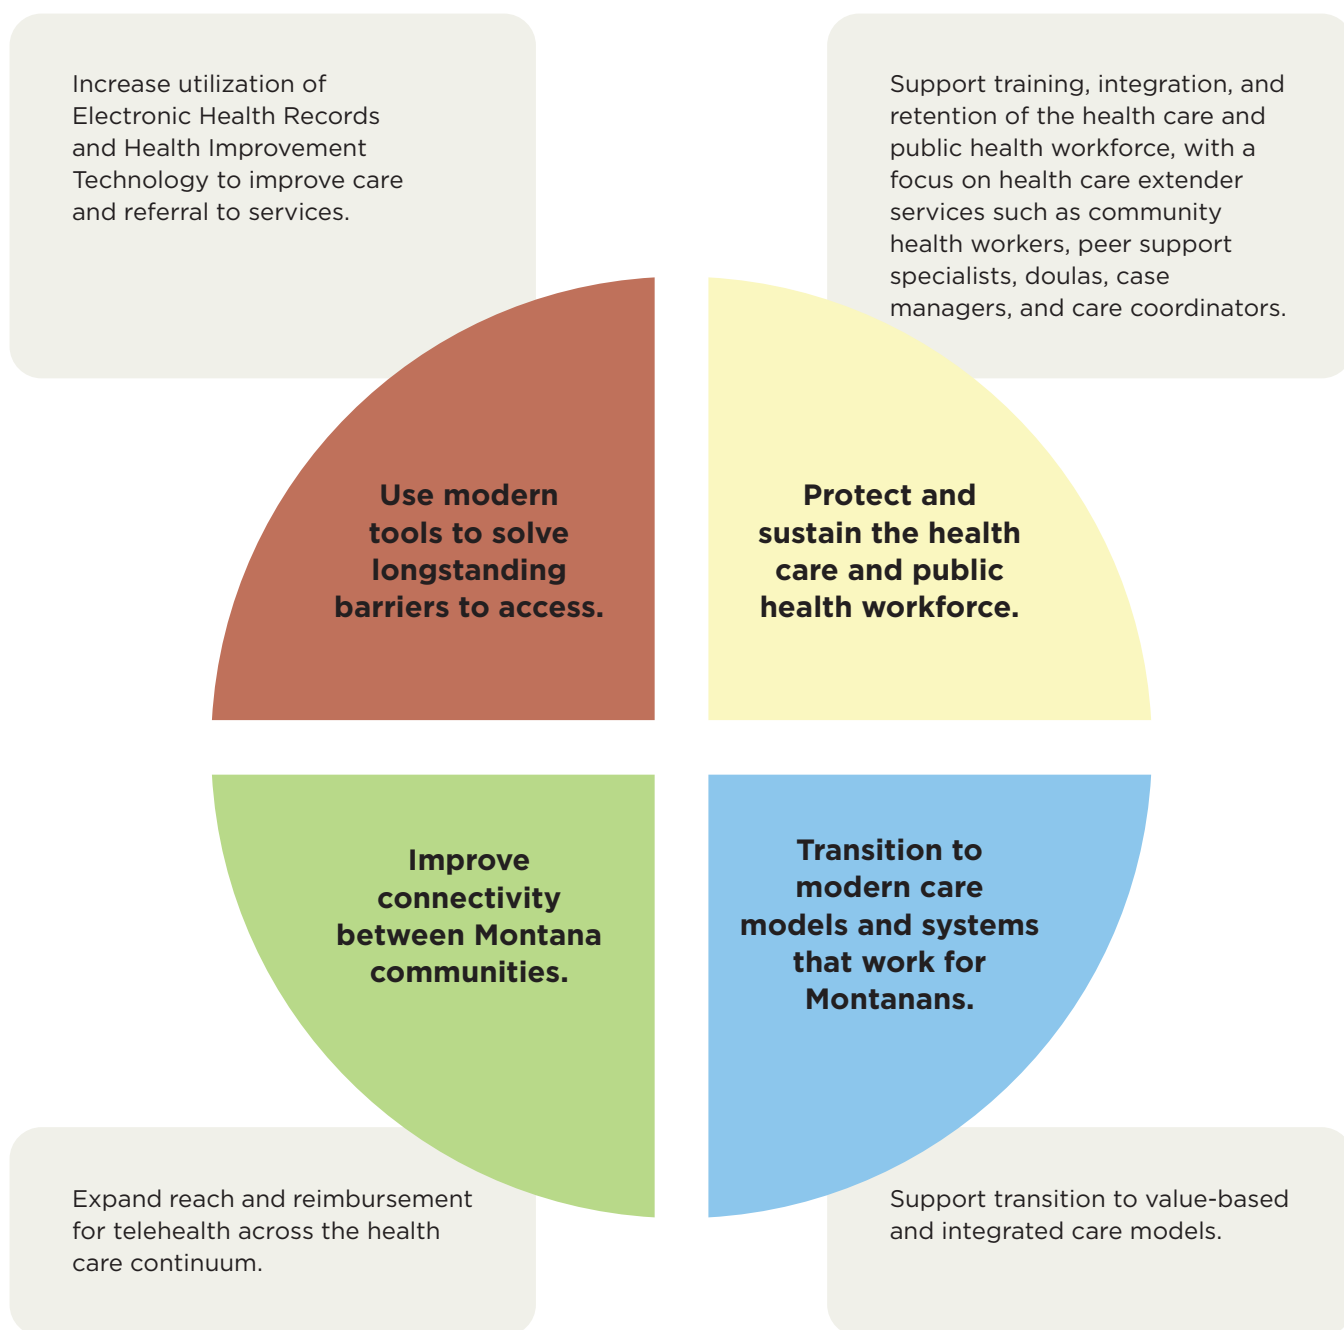 Increase utilization of
Electronic Health Records
and Health Improvement
Technology to improve care
and referral to services.
Support training, integration, and
retention of the health care and
public health workforce, with a
focus on health care extender
services such as community
health workers, peer support
specialists, doulas, case
managers, and care coordinators.
Use modern
tools to solve
longstanding
barriers to access.
Protect and
sustain the health
care and public
health workforce.
Improve
connectivity
between Montana
communities.
Transition to
modern care
models and systems
that work for
Montanans.
Expand reach and reimbursement
for telehealth across the health
care continuum.
Support transition to value-based
and integrated care models.